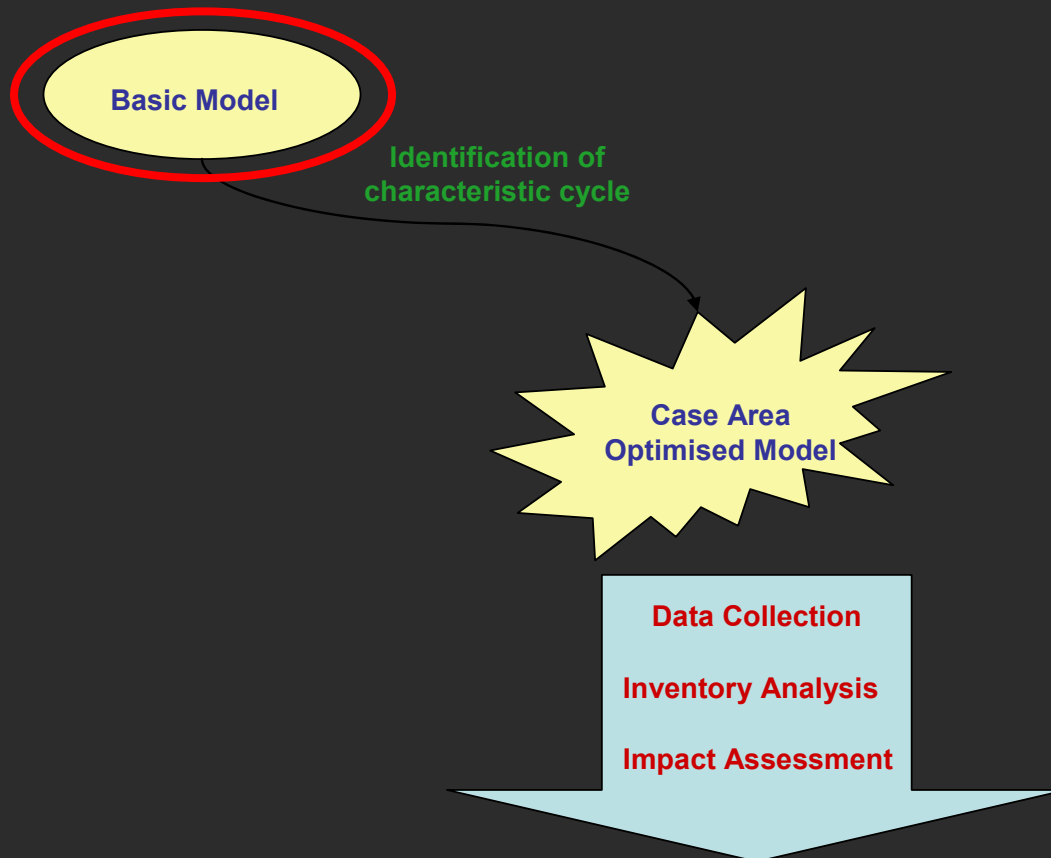 Basic Model
Identification of
characteristic cycle
Case Area
Optimised Model
Data Collection
Inventory Analysis
Impact Assessment